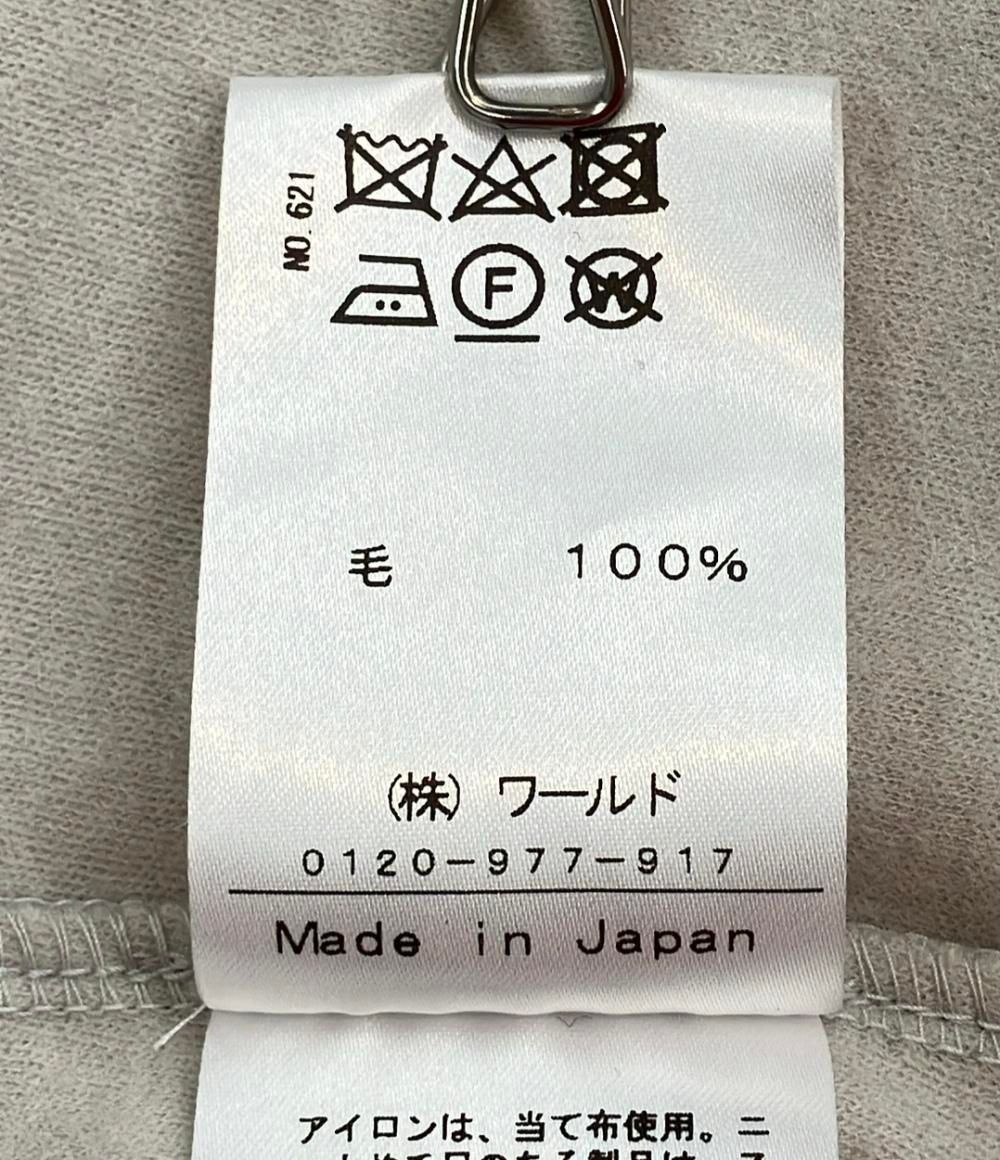 NO. 621
F
W
毛 100%
(株) ワールド
0120-977-917
Made in Japan
アイロンは、当て布使用。ニ